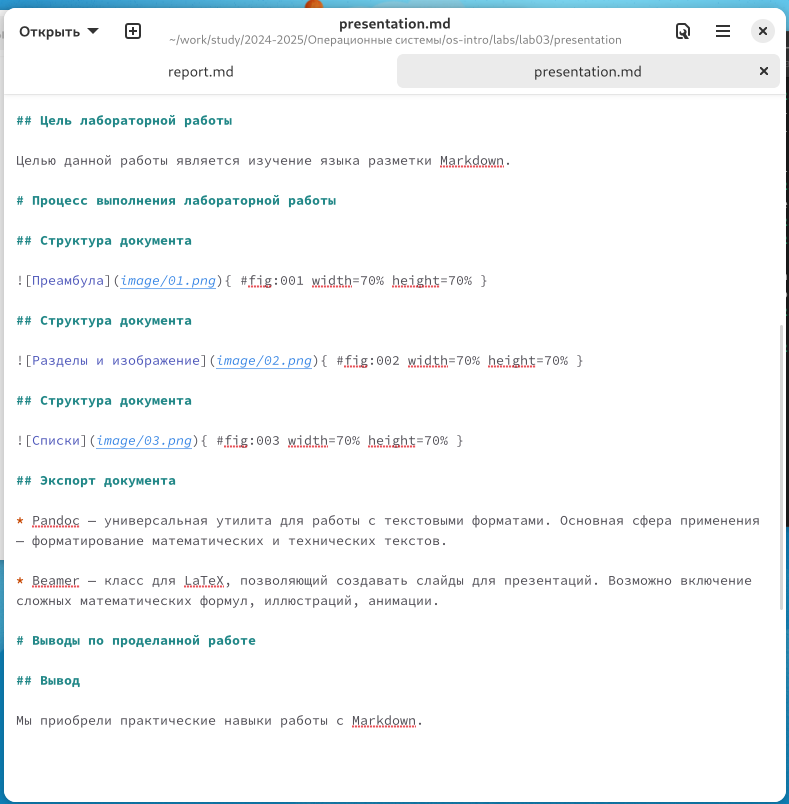 Открыть
presentation.md
~/work/study/2024-2025/Операционные системы/os-intro/labs/lab03/presentation
report.md
presentation.md
## Цель лабораторной работы
Целью данной работы является изучение языка разметки Markdown.
# Процесс выполнения лабораторной работы
## Структура документа
![Преамбула](image/01.png){ #fig:001 width=70% height=70% }
## Структура документа
![Разделы и изображение](image/02.png){ #fig:002 width=70% height=70% }
## Структура документа
![Списки](image/03.png){ #fig:003 width=70% height=70% }
## Экспорт документа
* Pandoc — универсальная утилита для работы с текстовыми форматами. Основная сфера применения
— форматирование математических и технических текстов.
* Beamer — класс для LaTeX, позволяющий создавать слайды для презентаций. Возможно включение
сложных математических формул, иллюстраций, анимации.
# Выводы по проделанной работе
## Вывод
Мы приобрели практические навыки работы с Markdown.